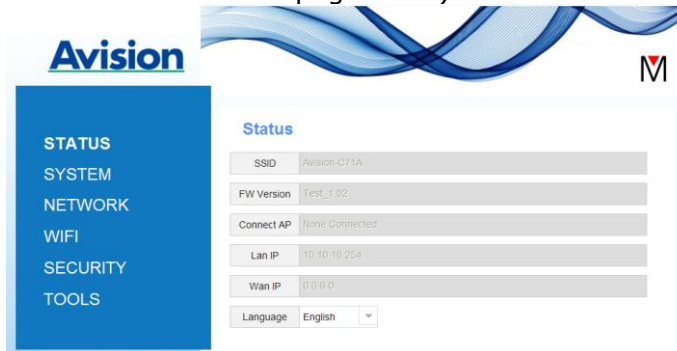 Avision
STATUS
SYSTEM
NETWORK
WIFI
SECURITY
TOOLS
Status
SSID Avision-C71A
FW Version Test_1.02
Connect AP None Connected
Lan IP 10.10.10.254
Wan IP 0.0.0.0
Language English